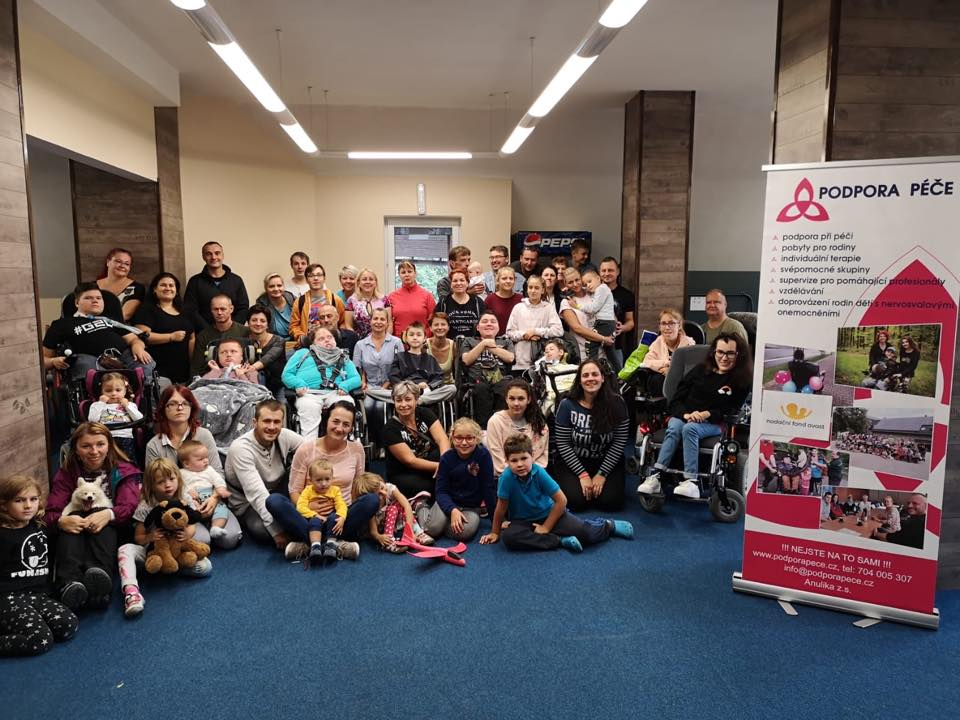 PEPSI
PODPORA PÉČE
podpora při péči
pobyty pro rodiny
individuální terapie
svépomocné skupiny
supervize pro pomáhající profesionály
vzdělávání
doprovázení rodin dětí s nervosvalovým
onemocněními
nadační fond avast
!!! NEJSTE NA TO SAMI !!!
www.podporapece.cz, tel: 704 005 307
info@podporapece.cz
Anulika z.s.
#GEO